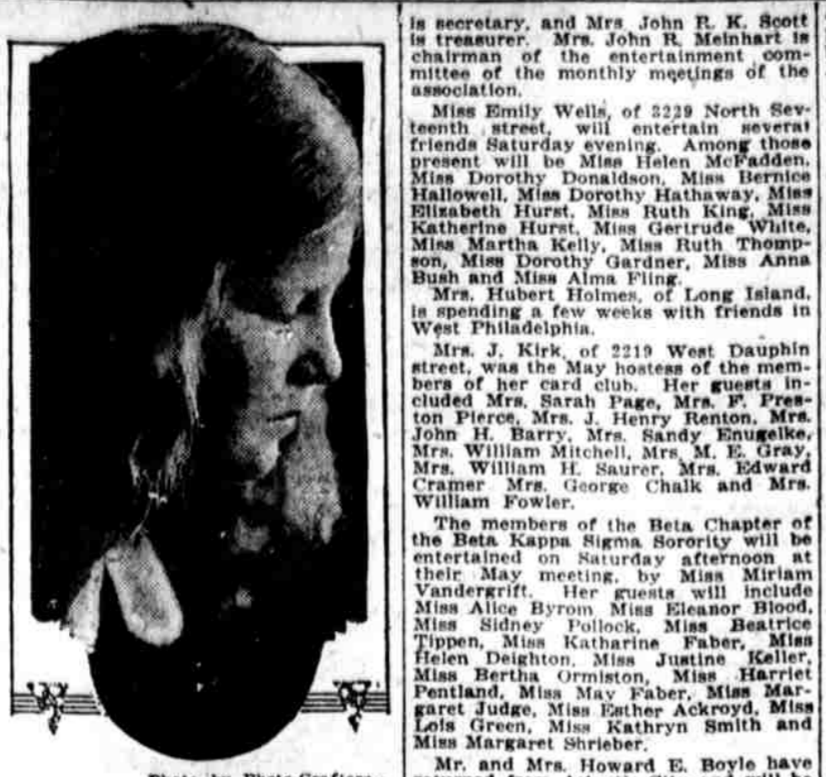 is secretary, and Mrs. John R. K. Scott
is treasurer. Mrs. John R. Meinhart is
chairman of the entertainment com-
mittee of the monthly meetings of the
association.
Miss Emily Wells, of 2229 North Sev-
teenth street, will entertain several
friends Saturday evening. Among those
present will be Miss Helen McFadden,
Miss Dorothy Donaldson, Miss Bernice
Hallowell, Miss Dorothy Hathaway, Miss
Elizabeth Hurst, Miss Ruth King, Miss
Katherine Hurst, Miss Gertrude White,
Miss Martha Kelly, Miss Ruth Thomp-
son, Miss Dorothy Gardner, Miss Anna
Bush and Miss Alma Fling.
Mrs. Hubert Holmes, of Long Island,
is spending a few weeks with friends in
West Philadelphia.
Mrs. J. Kirk, of 2219 West Dauphin
street, was the May hostess of the mem-
bers of her card club. Her guests in-
cluded Mrs. Sarah Page, Mrs. F. Pres-
ton Pierce, Mrs. J. Henry Renton, Mrs.
John H. Barry, Mrs. Sandy Enugelke,
Mrs. William Mitchell, Mrs. M. E. Gray,
Mrs. William H. Saurer, Mrs. Edward
Cramer Mrs. George Chalk and Mrs.
William Fowler.
The members of the Beta Chapter of
the Beta Kappa Sigma Sorority will be
entertained on Saturday afternoon at
their May meeting, by Miss Miriam
Vandergrift. Her guests will include
Miss Alice Byrom Miss Eleanor Blood,
Miss Sidney Pollock, Miss Beatrice
Tippen, Miss Katharine Faber, Miss
Helen Deighton, Miss Justine Keller,
Miss Bertha Ormiston, Miss Harriet
Pentland, Miss May Faber, Miss Mar-
garet Judge, Miss Esther Ackroyd, Miss
Lois Green, Miss Kathryn Smith and
Miss Margaret Shrieber.
Mr. and Mrs. Howard E. Boyle have